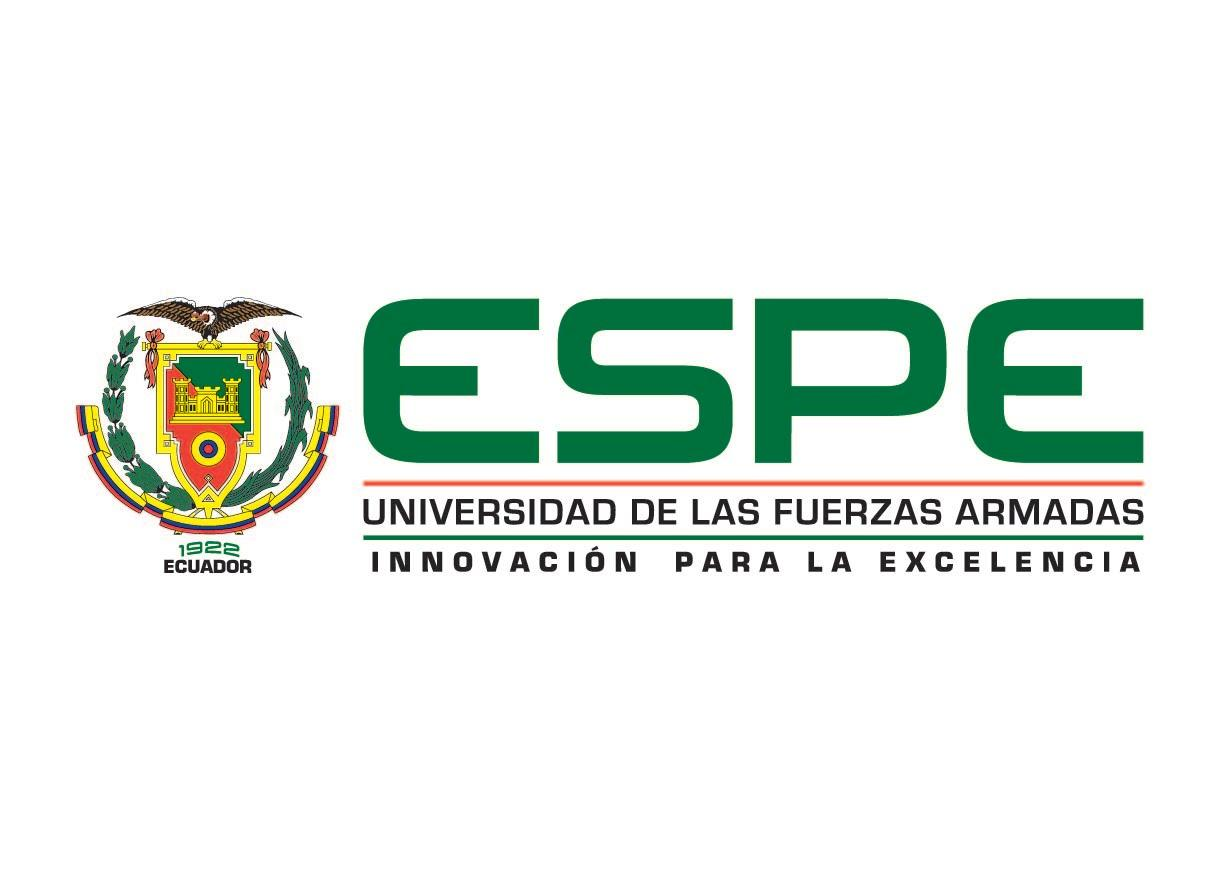 ESPE
UNIVERSIDAD DE LAS FUERZAS ARMADAS
INNOVACIÓN PARA LA EXCELENCIA
1922
ECUADOR